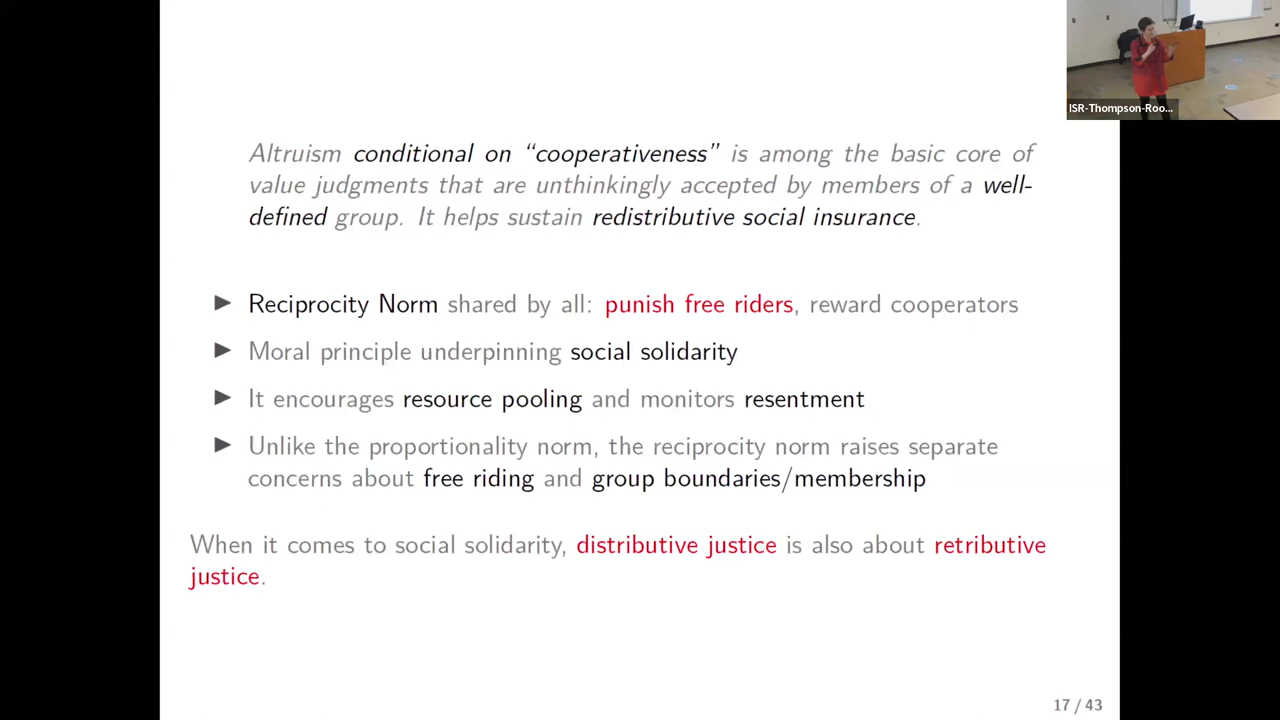 ISR-Thompson-Roo...
Altruism conditional on “cooperativeness” is among the basic core of
value judgments that are unthinkingly accepted by members of a well-
defined group. It helps sustain redistributive social insurance.
▶ Reciprocity Norm shared by all: punish free riders, reward cooperators
▶ Moral principle underpinning social solidarity
▶ It encourages resource pooling and monitors resentment
▶ Unlike the proportionality norm, the reciprocity norm raises separate
concerns about free riding and group boundaries/membership
When it comes to social solidarity, distributive justice is also about retributive
justice.
17 / 43